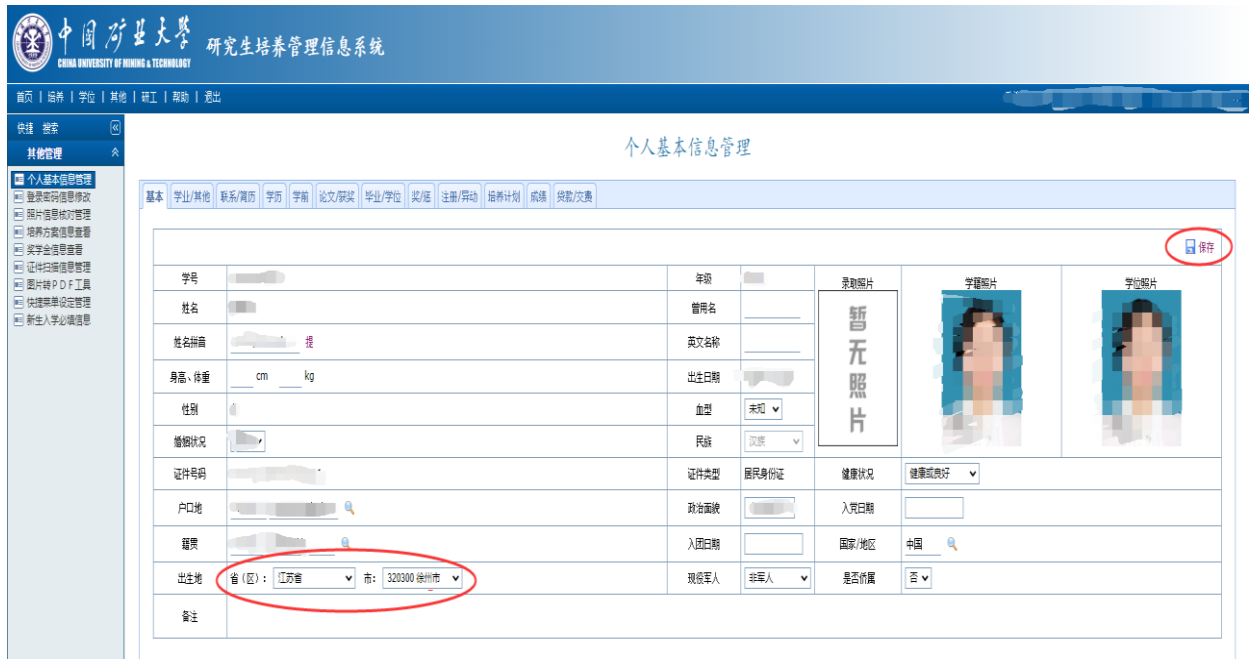 中国矿业大学 研究生培养管理信息系统
CHINA UNIVERSITY OF MINING & TECHNOLOGY
首页 | 培养 | 学位 | 其他 | 研工 | 帮助 | 退出
快捷 搜索
其他管理
个人基本信息管理
登录密码信息修改
照片信息核对管理
培养方案信息查看
奖学金信息查看
证件扫描信息管理
图片转PDF工具
快捷菜单设定管理
新生入学必填信息
个人基本信息管理
基本 学业/其他 联系/简历 学历 学前 论文/获奖 毕业/学位 奖/惩 注册/异动 培养计划 成绩 贷款/交费
保存
学号 年级 录取照片 学籍照片 学位照片
姓名 曾用名
姓名拼音 提 英文名称
身高、体重 cm kg 出生日期
性别 血型 未知
婚姻状况 民族 汉族
暂无照片
证件号码 证件类型 居民身份证 健康状况 健康或良好
户口地 政治面貌 入党日期
籍贯 入团日期 国家/地区 中国
出生地 省(区): 江苏省 市: 320300 徐州市 现役军人 非军人 是否侨属 否
备注